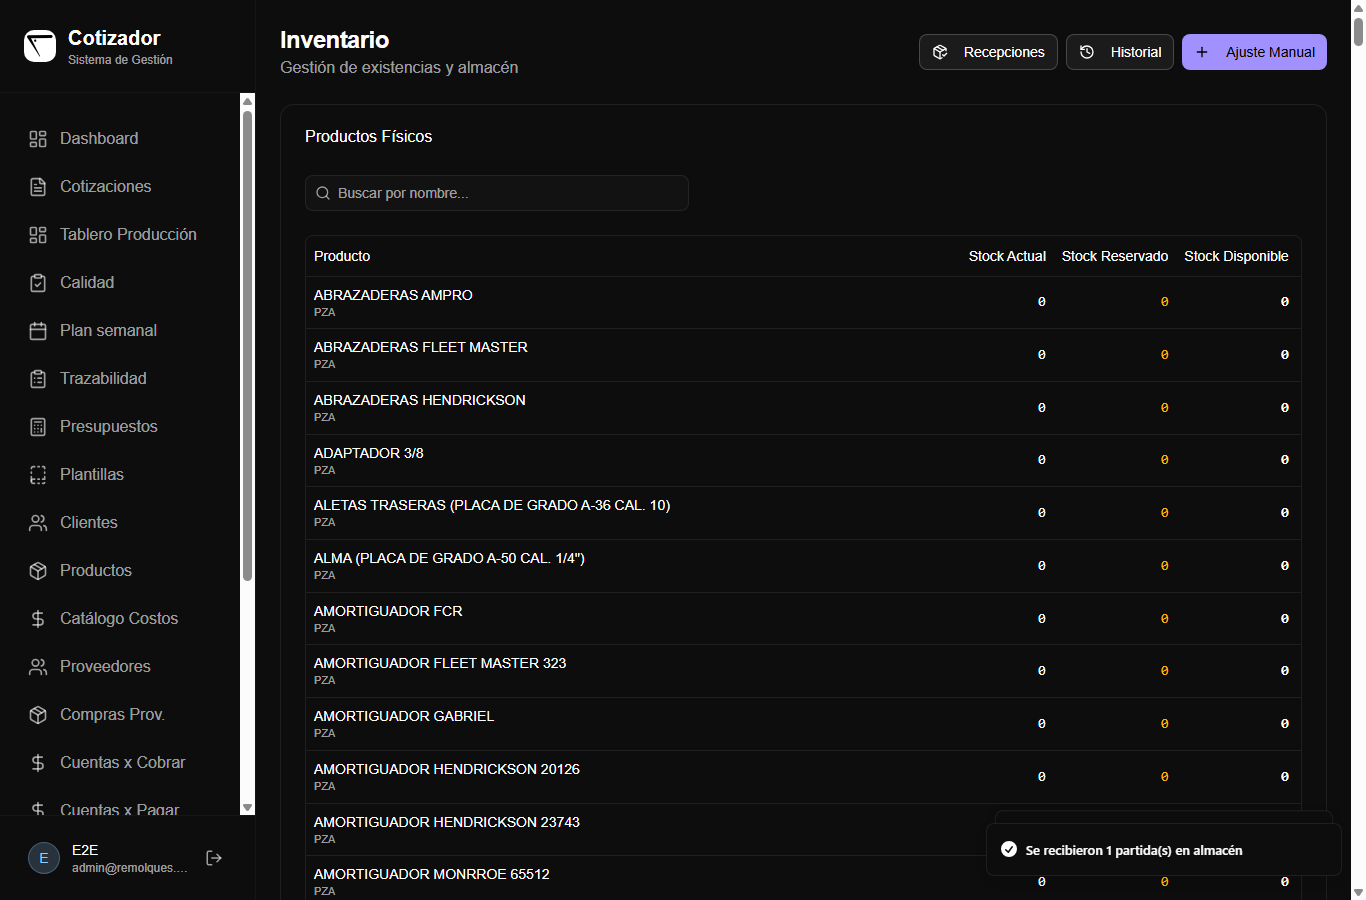 Cotizador
Sistema de Gestión
Dashboard
Cotizaciones
Tablero Producción
Calidad
Plan semanal
Trazabilidad
Presupuestos
Plantillas
Clientes
Productos
Catálogo Costos
Proveedores
Compras Prov.
Cuentas x Cobrar
Cuentas x Pagar
E
E2E
admin@remolques....
Inventario
Gestión de existencias y almacén
Recepciones
Historial
Ajuste Manual
Productos Físicos
Buscar por nombre...
Producto Stock Actual Stock Reservado Stock Disponible
ABRAZADERAS AMPRO
PZA
0 0 0
ABRAZADERAS FLEET MASTER
PZA
0 0 0
ABRAZADERAS HENDRICKSON
PZA
0 0 0
ADAPTADOR 3/8
PZA
0 0 0
ALETAS TRASERAS (PLACA DE GRADO A-36 CAL. 10)
PZA
0 0 0
ALMA (PLACA DE GRADO A-50 CAL. 1/4")
PZA
0 0 0
AMORTIGUADOR FCR
PZA
0 0 0
AMORTIGUADOR FLEET MASTER 323
PZA
0 0 0
AMORTIGUADOR GABRIEL
PZA
0 0 0
AMORTIGUADOR HENDRICKSON 20126
PZA
0 0 0
AMORTIGUADOR HENDRICKSON 23743
PZA
AMORTIGUADOR MONRROE 65512
PZA
0 0 0
Se recibieron 1 partida(s) en almacén